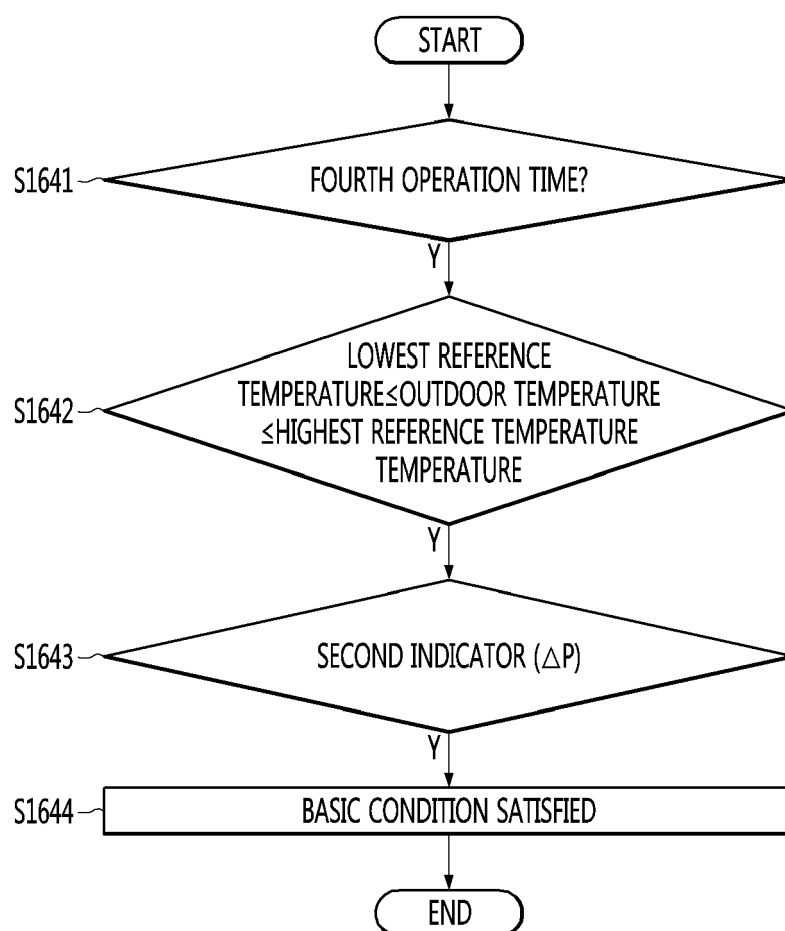 START
S1641
FOURTH OPERATION TIME?
Y
LOWEST REFERENCE
TEMPERATURE≤OUTDOOR TEMPERATURE
≤HIGHEST REFERENCE TEMPERATURE
TEMPERATURE
S1642
Y
S1643
SECOND INDICATOR (△P)
Y
S1644
BASIC CONDITION SATISFIED
END